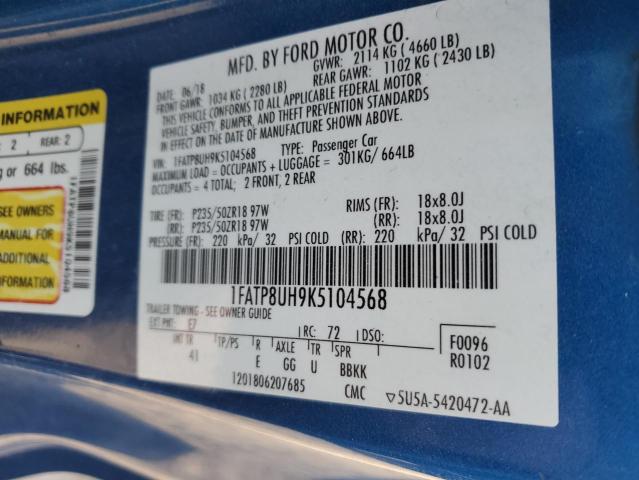 MFD. BY FORD MOTOR CO.
DATE: 06/18 GVWR: 2114 KG ( 4660 LB)
FRONT GAWR: 1034 KG ( 2280 LB) REAR GAWR: 1102 KG ( 2430 LB)
THIS VEHICLE CONFORMS TO ALL APPLICABLE FEDERAL MOTOR
VEHICLE SAFETY, BUMPER, AND THEFT PREVENTION STANDARDS
IN EFFECT ON THE DATE OF MANUFACTURE SHOWN ABOVE.
VIN: 1FATP8UH9K5104568 TYPE: Passenger Car
MAXIMUM LOAD = OCCUPANTS + LUGGAGE = 301KG/ 664LB
OCCUPANTS = 4 TOTAL; 2 FRONT, 2 REAR
TIRE (FR): P235/50ZR18 97W RIMS (FR): 18x8.0J
(RR): P235/50ZR18 97W (RR): 18x8.0J
PRESSURE (FR): 220 kPa/ 32 PSI COLD (RR): 220 kPa/ 32 PSI COLD
1FATP8UH9K5104568
TRAILER TOWING - SEE OWNER GUIDE
EXT PNT: E7 RC: 72 DSO:
INT TR TP/PS R AXLE TR SPR
41 E GG U BBKK
F0096
R0102
1201806207685 CMC ▽SU5A-5420472-AA
INFORMATION
: 2 REAR: 2
g or 664 lbs.
SEE OWNERS
MANUAL FOR
ADDITIONAL
INFORMATION
1FATP8UH9K5104568